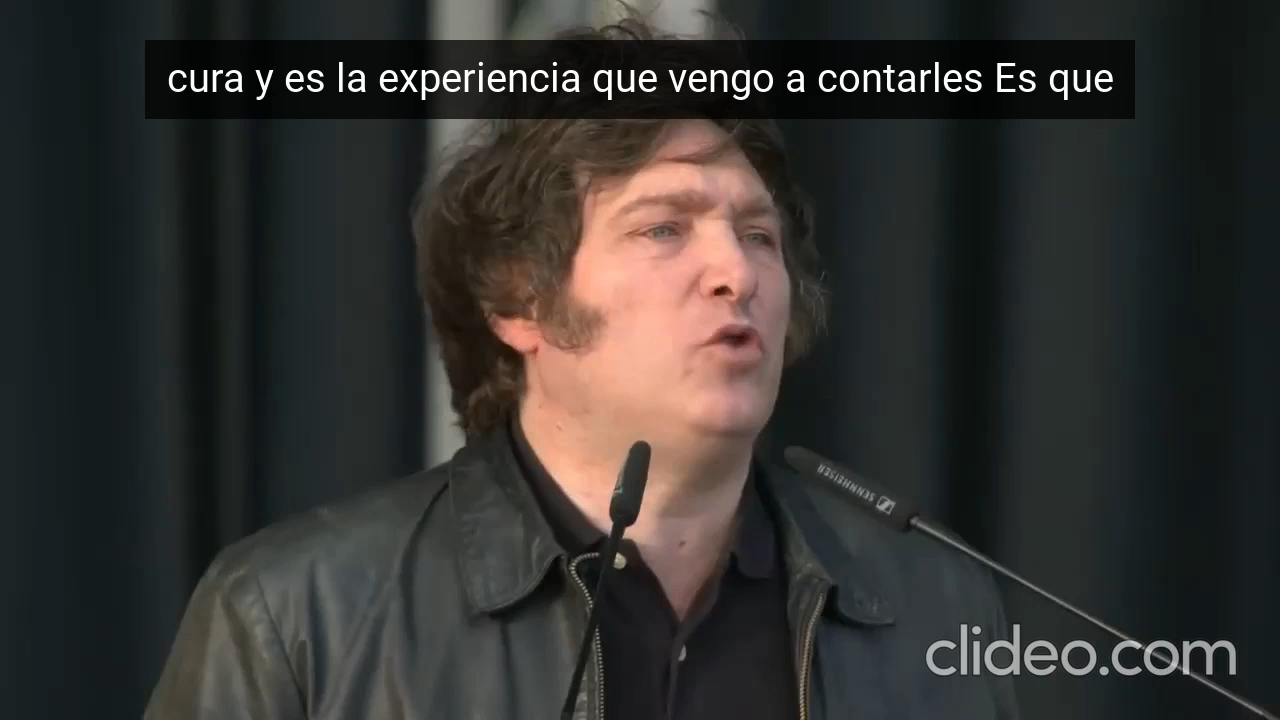 cura y es la experiencia que vengo a contarles Es que
SENNHEISER
clideo.com